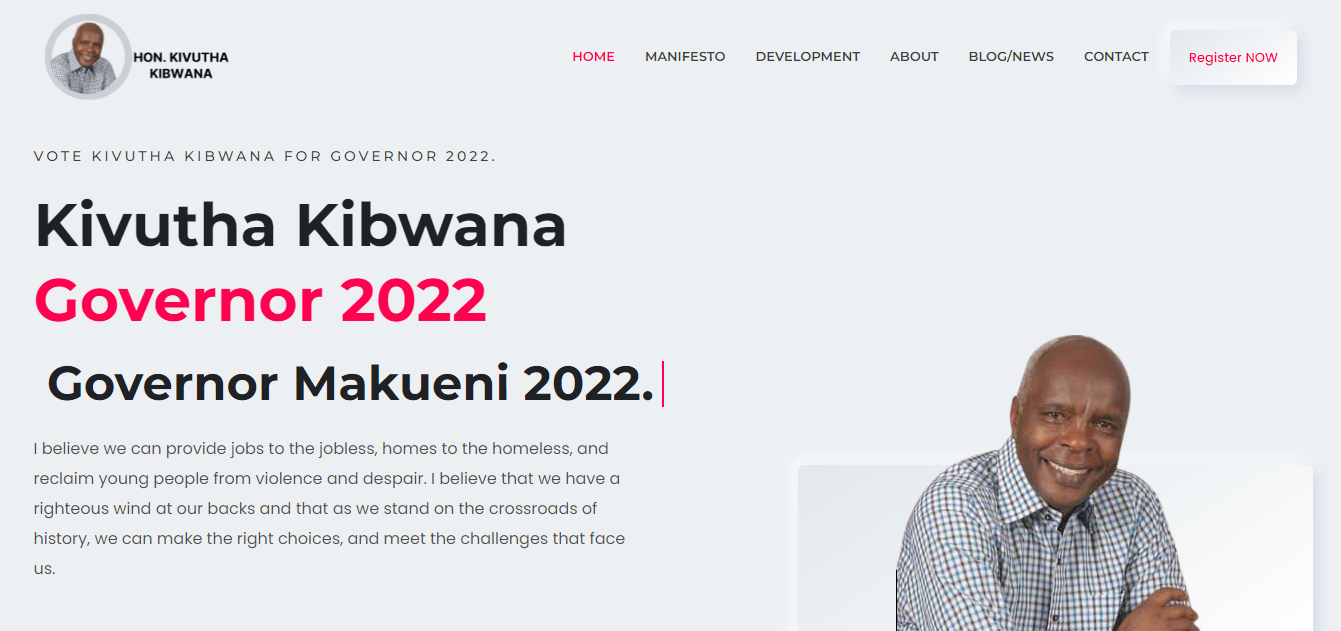 HON. KIVUTHA
KIBWANA
HOME MANIFESTO DEVELOPMENT ABOUT BLOG/NEWS CONTACT Register NOW
VOTE KIVUTHA KIBWANA FOR GOVERNOR 2022.
Kivutha Kibwana
Governor 2022
Governor Makueni 2022.
I believe we can provide jobs to the jobless, homes to the homeless, and
reclaim young people from violence and despair. I believe that we have a
righteous wind at our backs and that as we stand on the crossroads of
history, we can make the right choices, and meet the challenges that face
us.